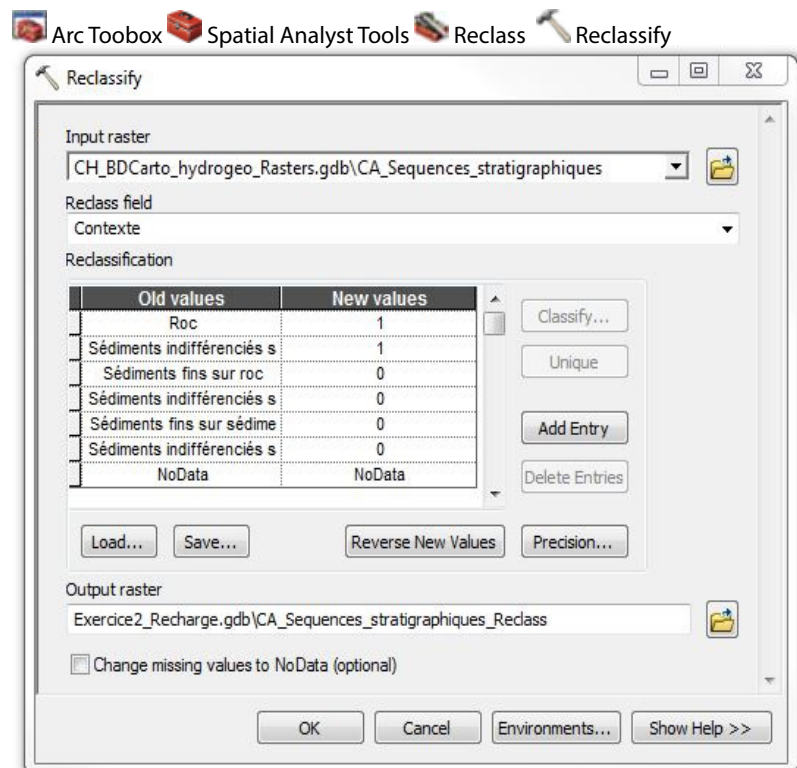 Arc Toobox Spatial Analyst Tools Reclass Reclassify
Reclassify
Input raster
CH_BDCarto_hydrogeo_Rasters.gdb\CA_Sequences_stratigraphiques
Reclass field
Contexte
Reclassification
Old values New values
Roc 1
Sédiments indifférenciés s 1
Sédiments fins sur roc 0
Sédiments indifférenciés s 0
Sédiments fins sur sédime 0
Sédiments indifférenciés s 0
NoData NoData
Classify...
Unique
Add Entry
Delete Entries
Load... Save... Reverse New Values Precision...
Output raster
Exercice2_Recharge.gdb\CA_Sequences_stratigraphiques_Reclass
Change missing values to NoData (optional)
OK Cancel Environments... Show Help >>